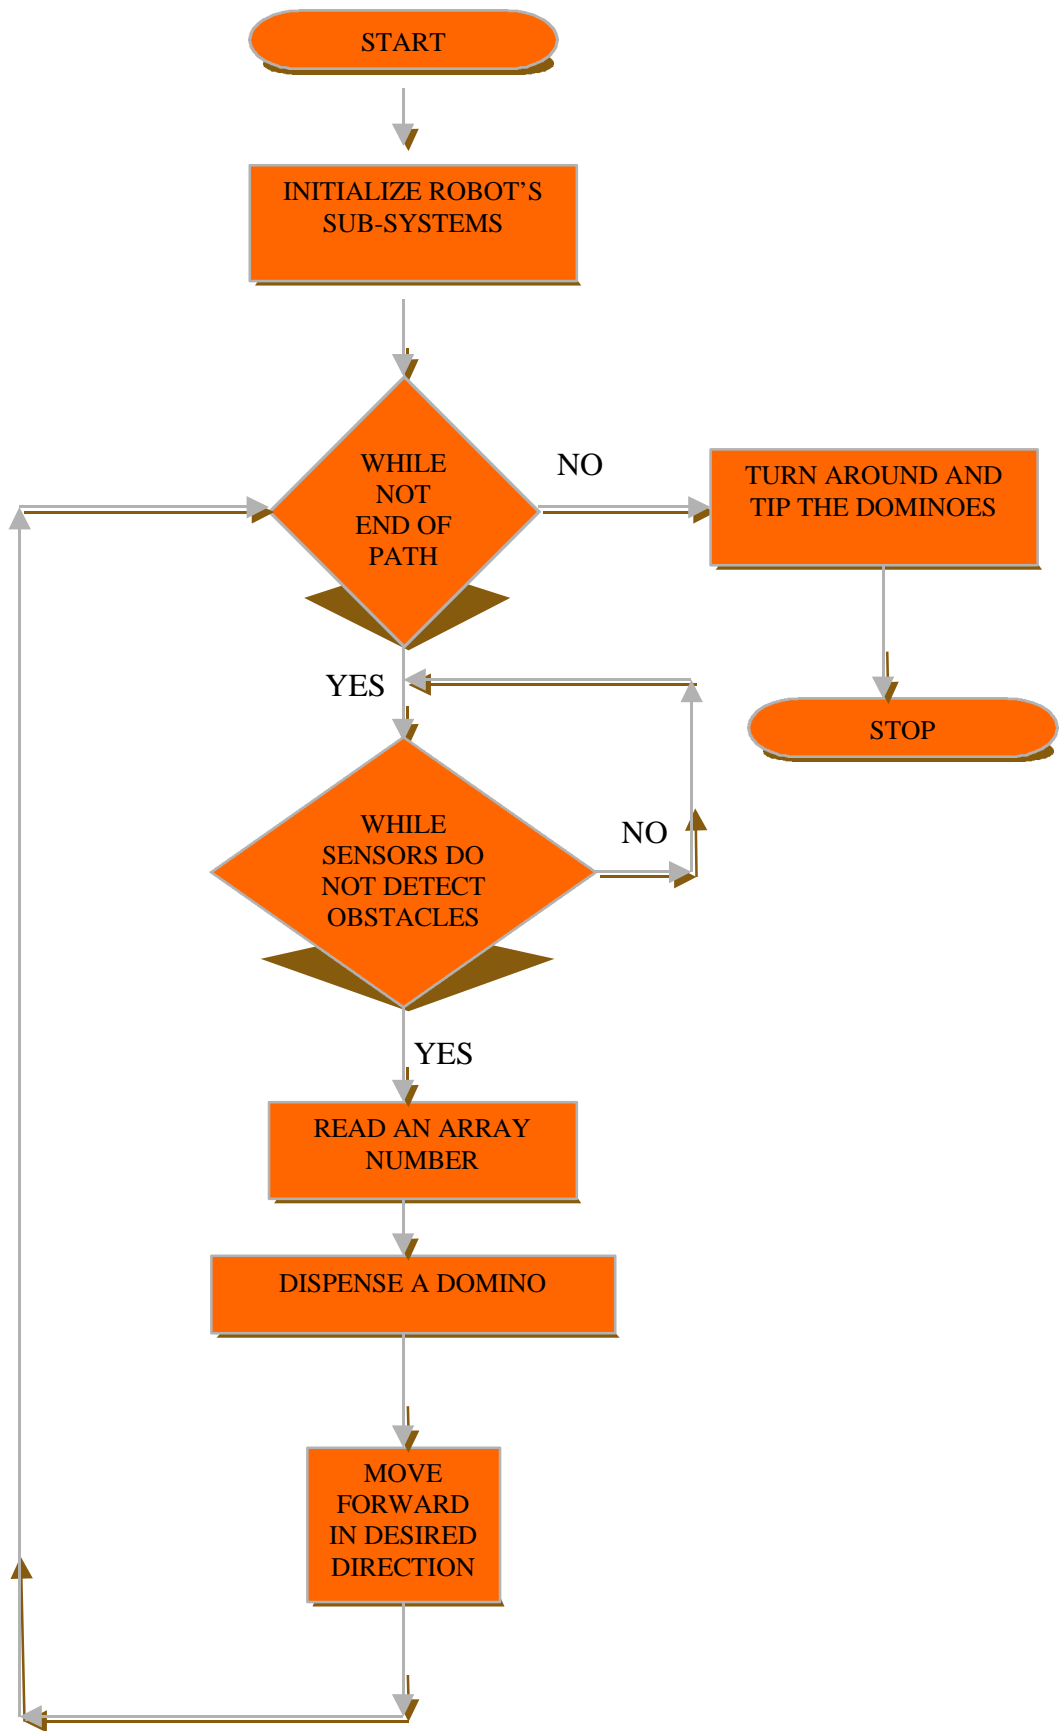 START
INITIALIZE ROBOT’S
SUB-SYSTEMS
WHILE
NOT
END OF
PATH
NO
TURN AROUND AND
TIP THE DOMINOES
YES
STOP
WHILE
SENSORS DO
NOT DETECT
OBSTACLES
NO
YES
READ AN ARRAY
NUMBER
DISPENSE A DOMINO
MOVE
FORWARD
IN DESIRED
DIRECTION